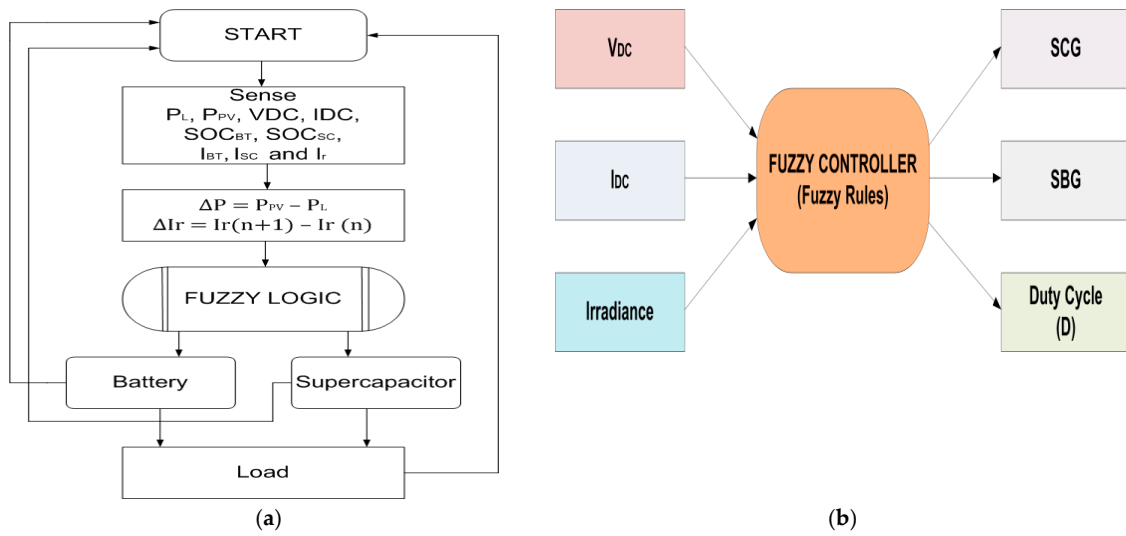 START
Sense
PL, PPV, VDC, IDC,
SOCBT, SOCSC,
IBT, ISC and Ir
ΔP = PPV − PL
ΔIr = Ir(n+1) − Ir (n)
FUZZY LOGIC
Battery
Supercapacitor
Load
(a)
VDC
IDC
Irradiance
FUZZY CONTROLLER
(Fuzzy Rules)
SCG
SBG
Duty Cycle
(D)
(b)